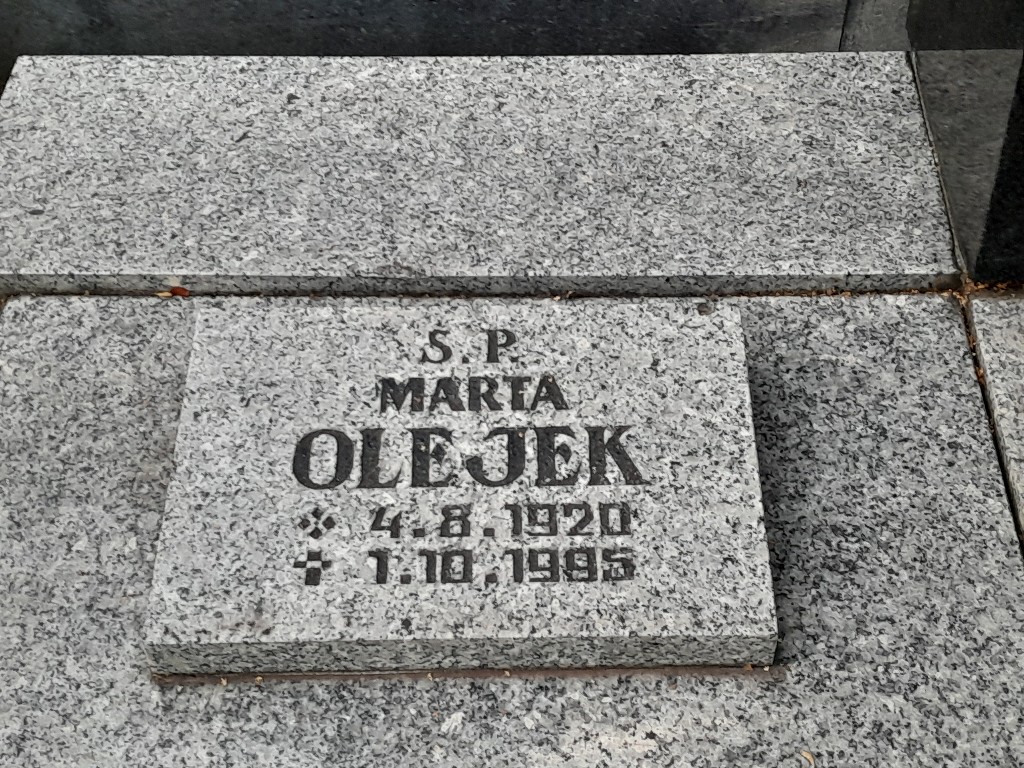 S. P.
MARTA
OLEJEK
4.8.1920
1.10.1995